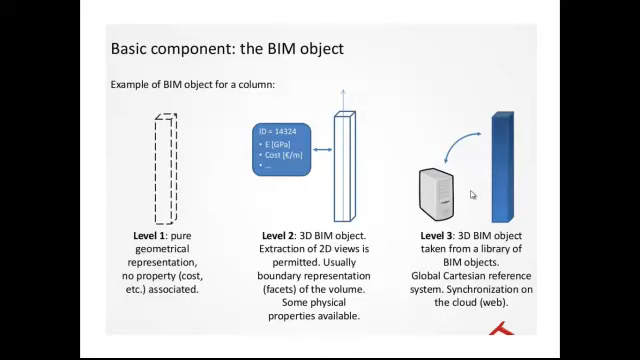 Basic component: the BIM object
Example of BIM object for a column:
ID = 14324
• E [GPa]
• Cost [€/m]
• ...
Level 1: pure
geometrical
representation,
no property (cost,
etc.) associated.
Level 2: 3D BIM object.
Extraction of 2D views is
permitted. Usually
boundary representation
(facets) of the volume.
Some physical
properties available.
Level 3: 3D BIM object
taken from a library of
BIM objects.
Global Cartesian reference
system. Synchronization on
the cloud (web).